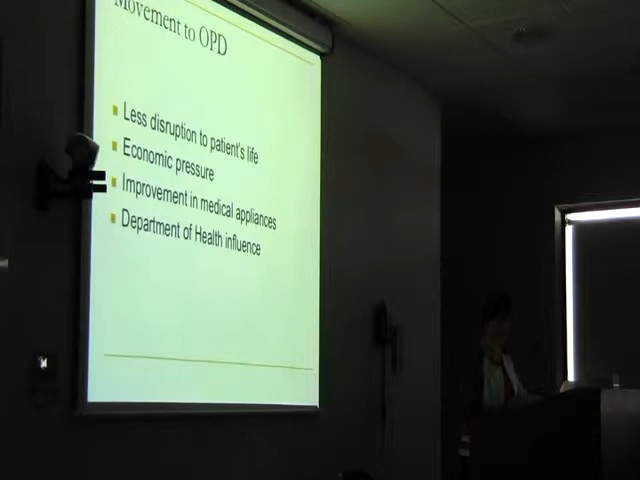 Movement to OPD
Less disruption to patient's life
Economic pressure
Improvement in medical appliances
Department of Health influence